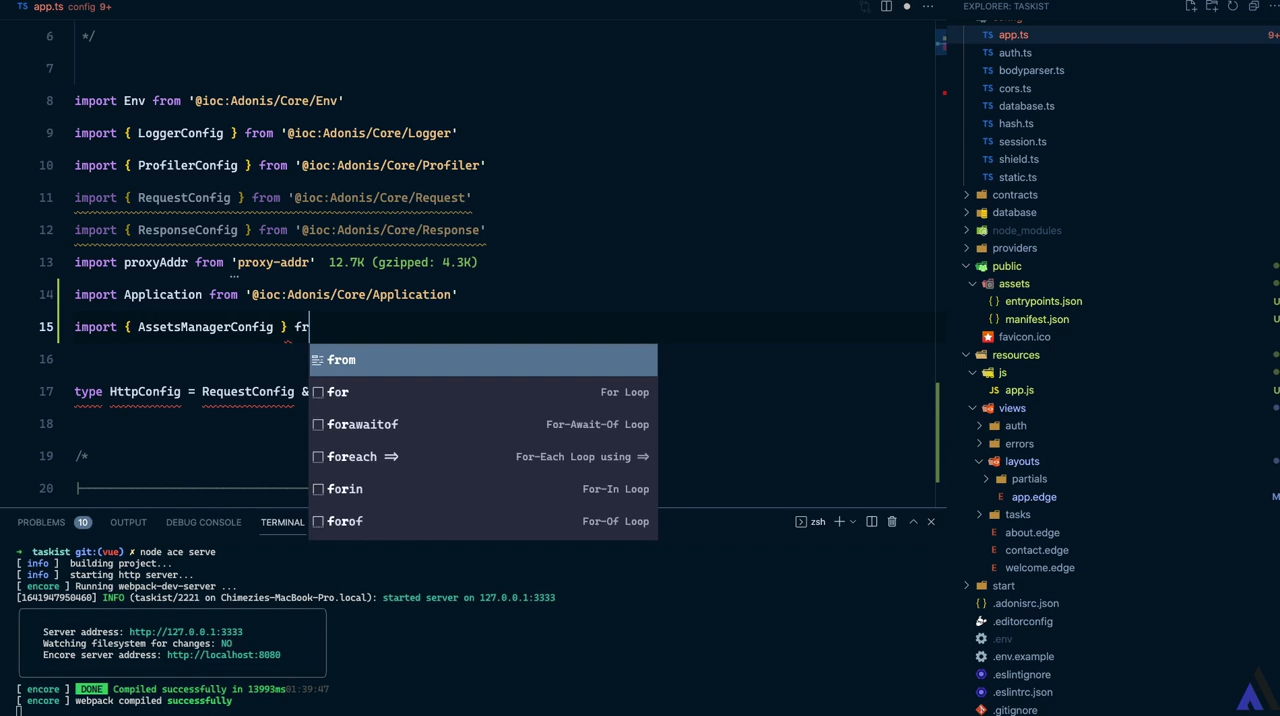 TS app.ts config 9+
6 */
7
8 import Env from '@ioc:Adonis/Core/Env'
9 import { LoggerConfig } from '@ioc:Adonis/Core/Logger'
10 import { ProfilerConfig } from '@ioc:Adonis/Core/Profiler'
11 import { RequestConfig } from '@ioc:Adonis/Core/Request'
12 import { ResponseConfig } from '@ioc:Adonis/Core/Response'
13 import proxyAddr from 'proxy-addr' 12.7K (gzipped: 4.3K)
14 import Application from '@ioc:Adonis/Core/Application'
15 import { AssetsManagerConfig } fr
16
from
17 type HttpConfig = RequestConfig &
for For Loop
18
forawaitof For-Await-Of Loop
19 /*
foreach => For-Each Loop using =>
20 |
forin For-In Loop
forof For-Of Loop
PROBLEMS 10 OUTPUT DEBUG CONSOLE TERMINAL
zsh
➜ taskist git:(vue) ✗ node ace serve
[ info ] building project...
[ info ] starting http server...
[ encore ] Running webpack-dev-server ...
[1641947950460] INFO (taskist/2221 on Chimezies-Macbook-Pro.local): started server on 127.0.0.1:3333
Server address: http://127.0.0.1:3333
Watching filesystem for changes: NO
Encore server address: http://localhost:8080
[ encore ] DONE Compiled successfully in 13993ms01:39:47
[ encore ] webpack compiled successfully
EXPLORER: TASKIST
TS app.ts 9+
TS auth.ts
TS bodyparser.ts
TS cors.ts
TS database.ts
TS hash.ts
TS session.ts
TS shield.ts
TS static.ts
contracts
database
node_modules
providers
public
assets
{} entrypoints.json U
{} manifest.json U
favicon.ico
resources
js
JS app.js U
views
auth
errors
layouts
partials
E app.edge M
tasks
E about.edge
E contact.edge
E welcome.edge
start
{} .adonisrc.json
.editorconfig
.env
.env.example
.eslintignore
.eslintrc.json
.gitignore